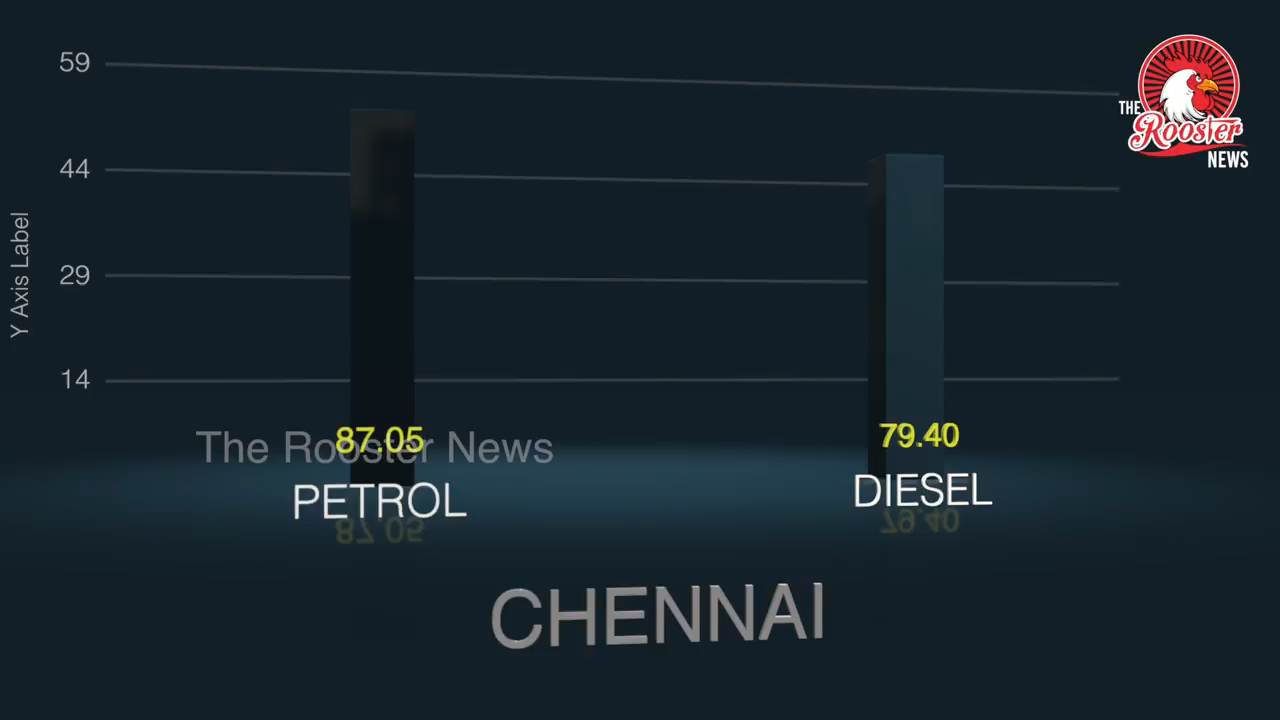 59
44
29
14
Y Axis Label
THE
Rooster
NEWS
The Rooster News
87.05
79.40
PETROL
DIESEL
87.05
79.40
CHENNAI